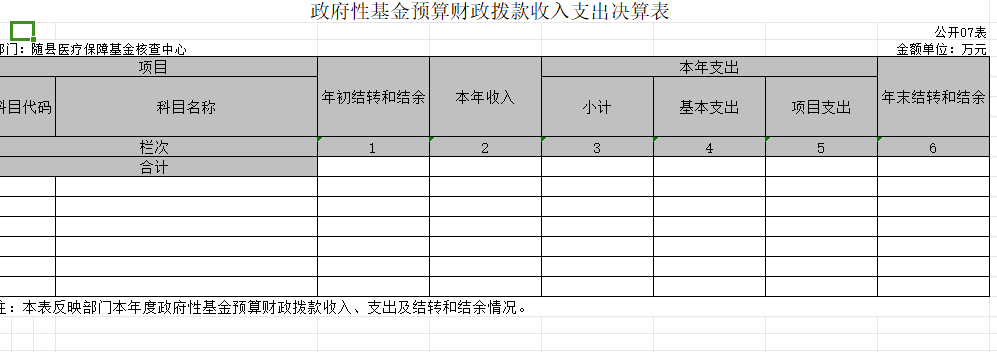 政府性基金预算财政拨款收入支出决算表
公开07表
部门：随县医疗保障基金核查中心 金额单位：万元
项目 年初结转和结余 本年收入 本年支出 年末结转和结余
科目代码 科目名称 小计 基本支出 项目支出
栏次 1 2 3 4 5 6
合计
注：本表反映部门本年度政府性基金预算财政拨款收入、支出及结转和结余情况。